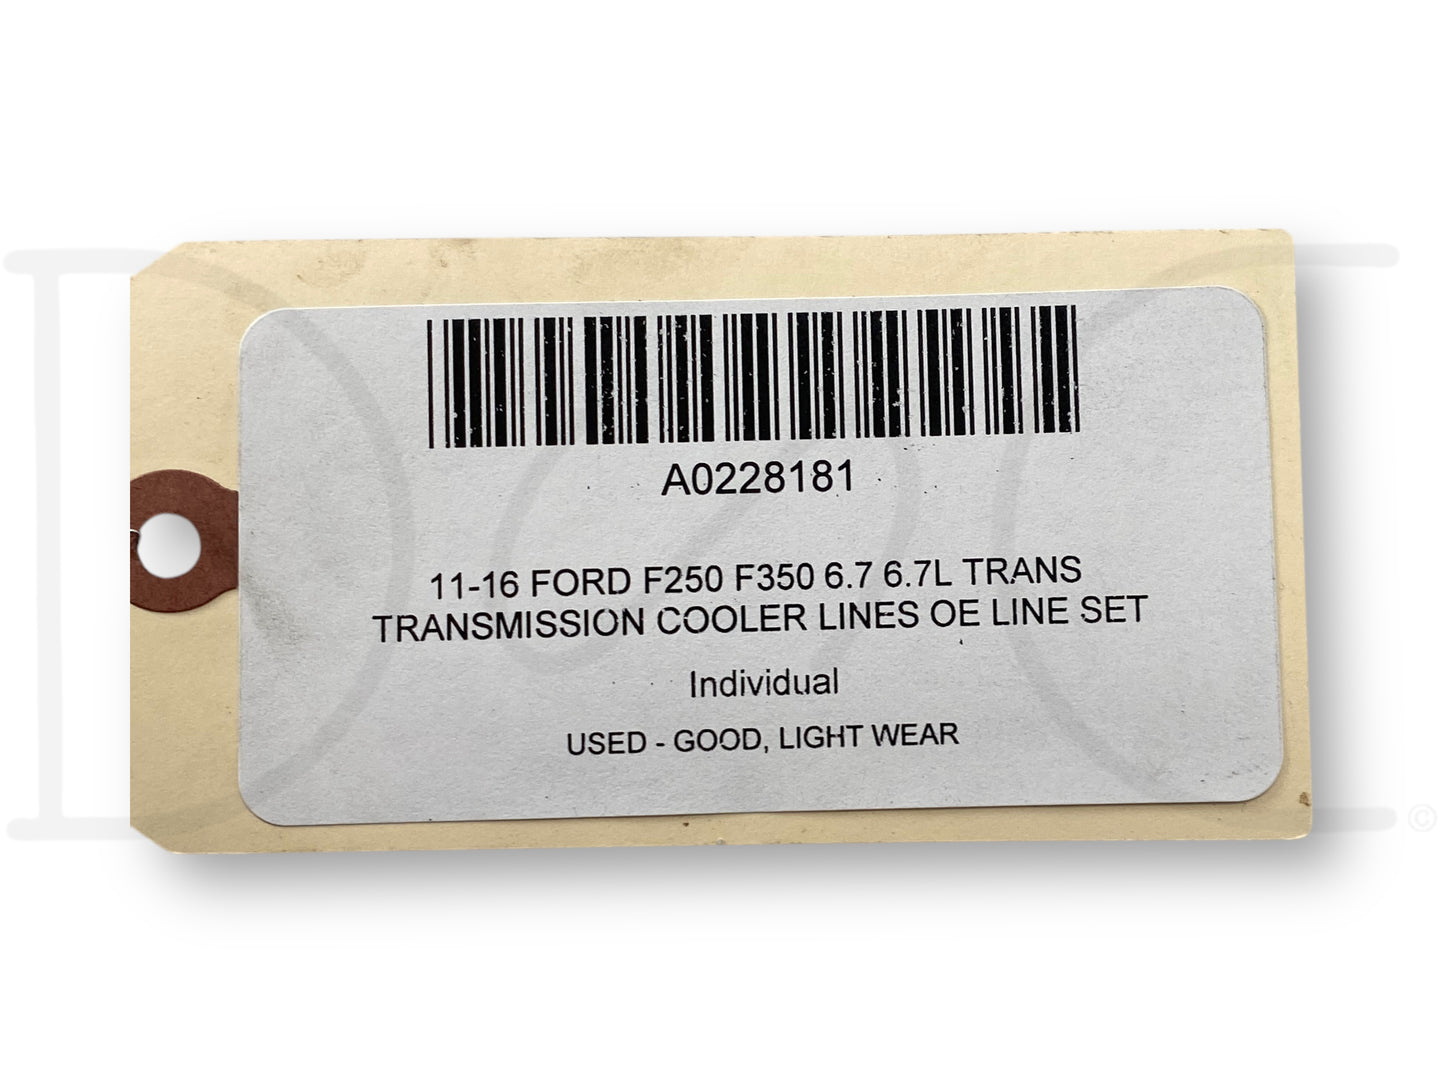 A0228181
11-16 FORD F250 F350 6.7 6.7L TRANS
TRANSMISSION COOLER LINES OE LINE SET
Individual
USED - GOOD, LIGHT WEAR
©